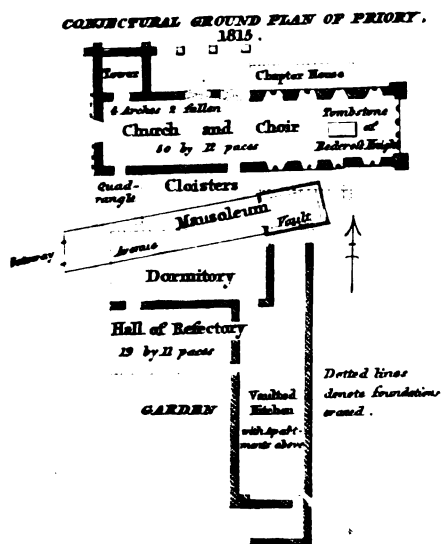 CONJECTURAL GROUND PLAN OF PRIORY.
1815.
Tower
Chapter House
6 Arches 2 fallen
Church and Choir
60 by 12 paces
Tombstone
of
Redcross Knight
Quad-
rangle
Cloisters
Mausoleum
Vault
Avenue
Dormitory
Hall of Refectory
19 by 11 paces
GARDEN
Vaulted
Kitchen
with Apart-
ments above
Dotted lines
denote foundations
erased.